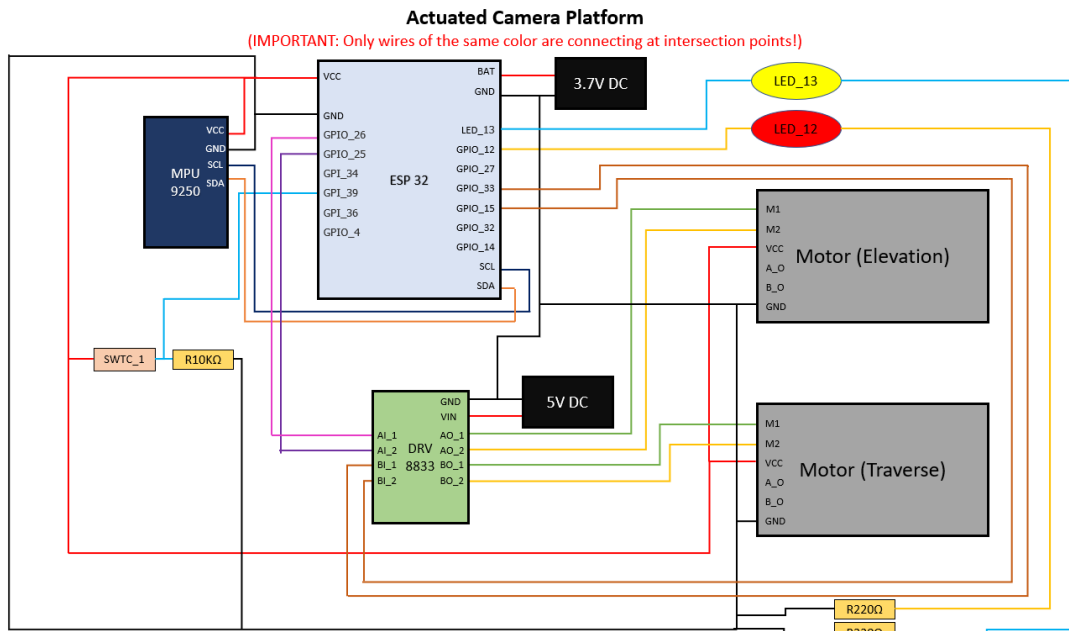 Actuated Camera Platform
(IMPORTANT: Only wires of the same color are connecting at intersection points!)
VCC
GND
GPIO_26
GPIO_25
GPI_34
GPI_39
GPI_36
GPIO_4
ESP 32
BAT
GND
LED_13
GPIO_12
GPIO_27
GPIO_33
GPIO_15
GPIO_32
GPIO_14
SCL
SDA
3.7V DC
LED_13
LED_12
VCC
GND
SCL
SDA
MPU
9250
M1
M2
VCC
A_O
B_O
GND
Motor (Elevation)
SWTC_1
R10KΩ
GND
VIN
AO_1
AO_2
BO_1
BO_2
AI_1
AI_2
BI_1
BI_2
DRV
8833
5V DC
M1
M2
VCC
A_O
B_O
GND
Motor (Traverse)
R220Ω